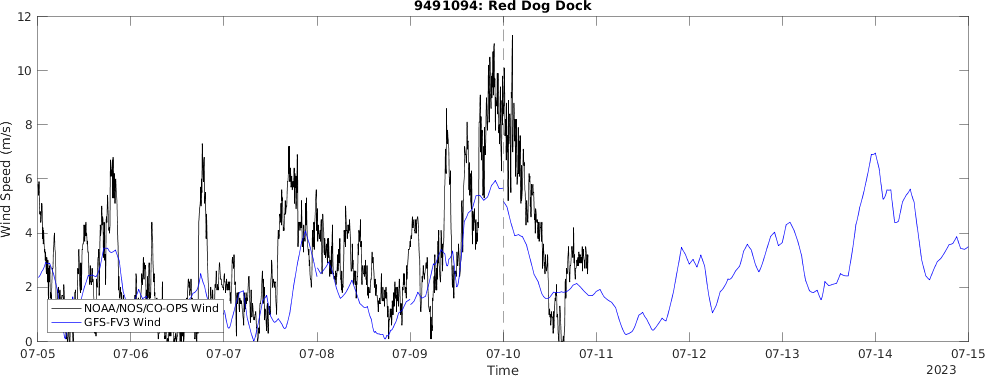 9491094: Red Dog Dock
Wind Speed (m/s)
12
10
8
6
4
2
0
NOAA/NOS/CO-OPS Wind
GFS-FV3 Wind
07-05 07-06 07-07 07-08 07-09 07-10 07-11 07-12 07-13 07-14 07-15
Time
2023